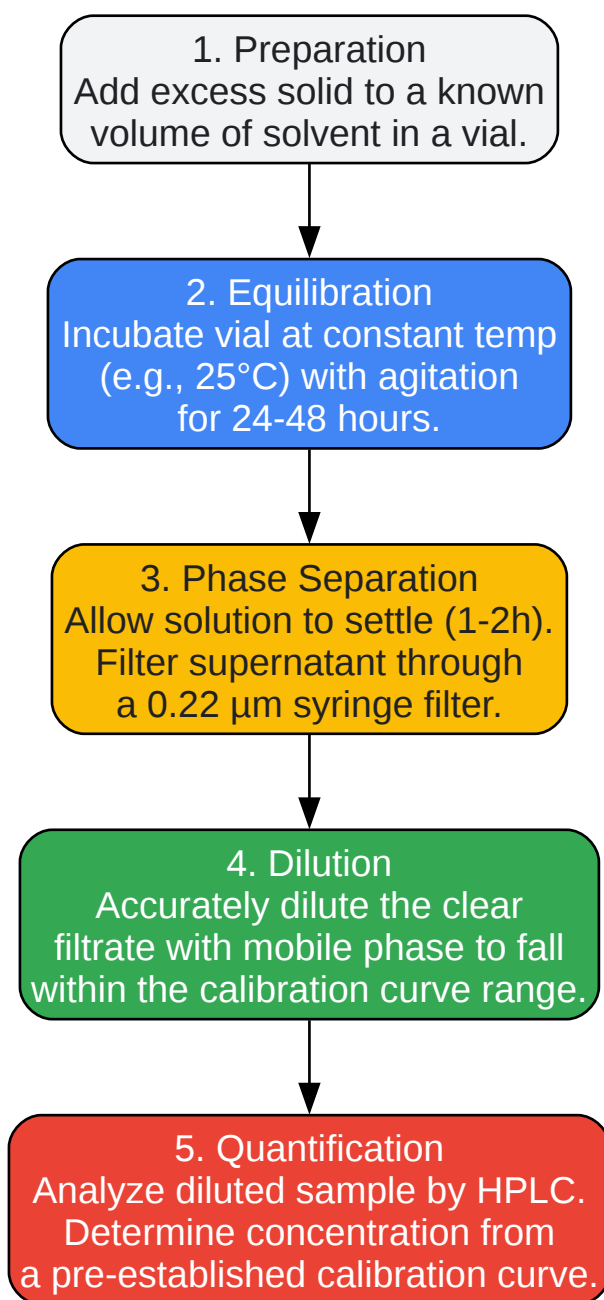 1. Preparation
Add excess solid to a known
volume of solvent in a vial.
2. Equilibration
Incubate vial at constant temp
(e.g., 25°C) with agitation
for 24-48 hours.
3. Phase Separation
Allow solution to settle (1-2h).
Filter supernatant through
a 0.22 µm syringe filter.
4. Dilution
Accurately dilute the clear
filtrate with mobile phase to fall
within the calibration curve range.
5. Quantification
Analyze diluted sample by HPLC.
Determine concentration from
a pre-established calibration curve.